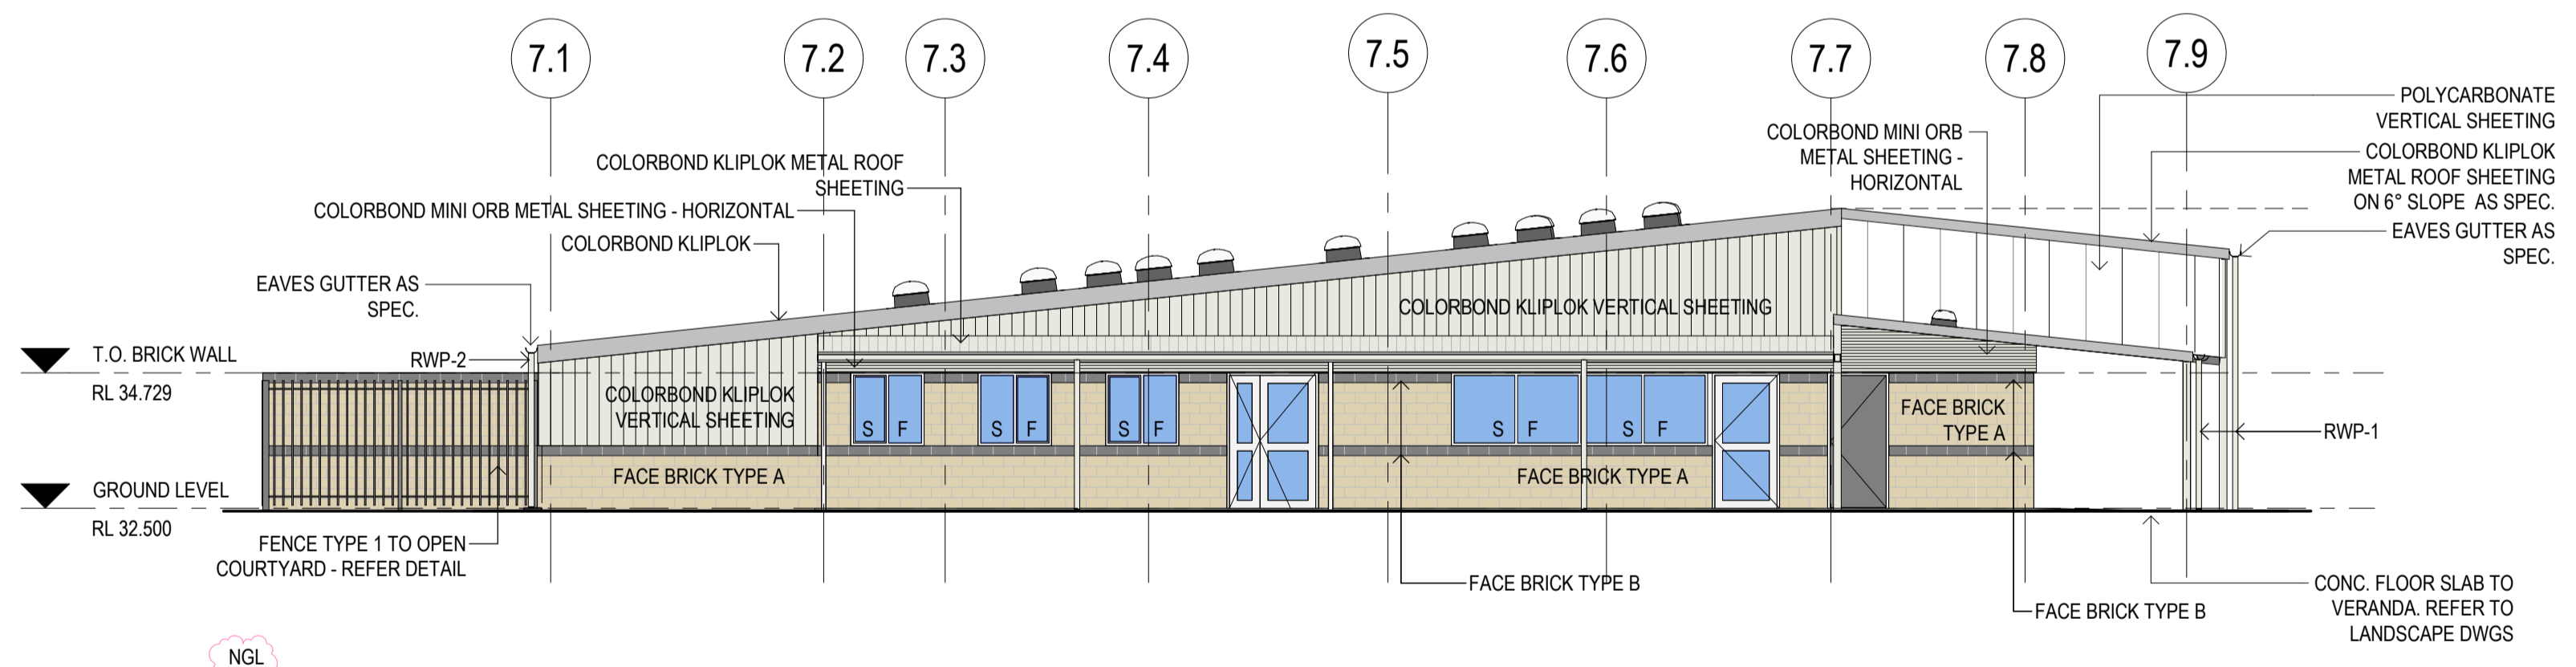 7.1
7.2
7.3
7.4
7.5
7.6
7.7
7.8
7.9
POLYCARBONATE
VERTICAL SHEETING
COLORBOND MINI ORB
METAL SHEETING -
HORIZONTAL
COLORBOND KLIPLOK
METAL ROOF SHEETING
ON 6° SLOPE AS SPEC.
COLORBOND KLIPLOK METAL ROOF
SHEETING
COLORBOND MINI ORB METAL SHEETING - HORIZONTAL
COLORBOND KLIPLOK
EAVES GUTTER AS
SPEC.
EAVES GUTTER AS
SPEC.
COLORBOND KLIPLOK VERTICAL SHEETING
T.O. BRICK WALL
RL 34.729
RWP-2
COLORBOND KLIPLOK
VERTICAL SHEETING
S F
S F
S F
S F
S F
FACE BRICK
TYPE A
RWP-1
FACE BRICK TYPE A
FACE BRICK TYPE A
GROUND LEVEL
RL 32.500
FENCE TYPE 1 TO OPEN
COURTYARD - REFER DETAIL
FACE BRICK TYPE B
FACE BRICK TYPE B
CONC. FLOOR SLAB TO
VERANDA. REFER TO
LANDSCAPE DWGS
NGL